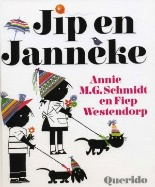 Jip en
Janneke
Annie
M.G. Schmidt
en Fiep
Westendorp
Querido